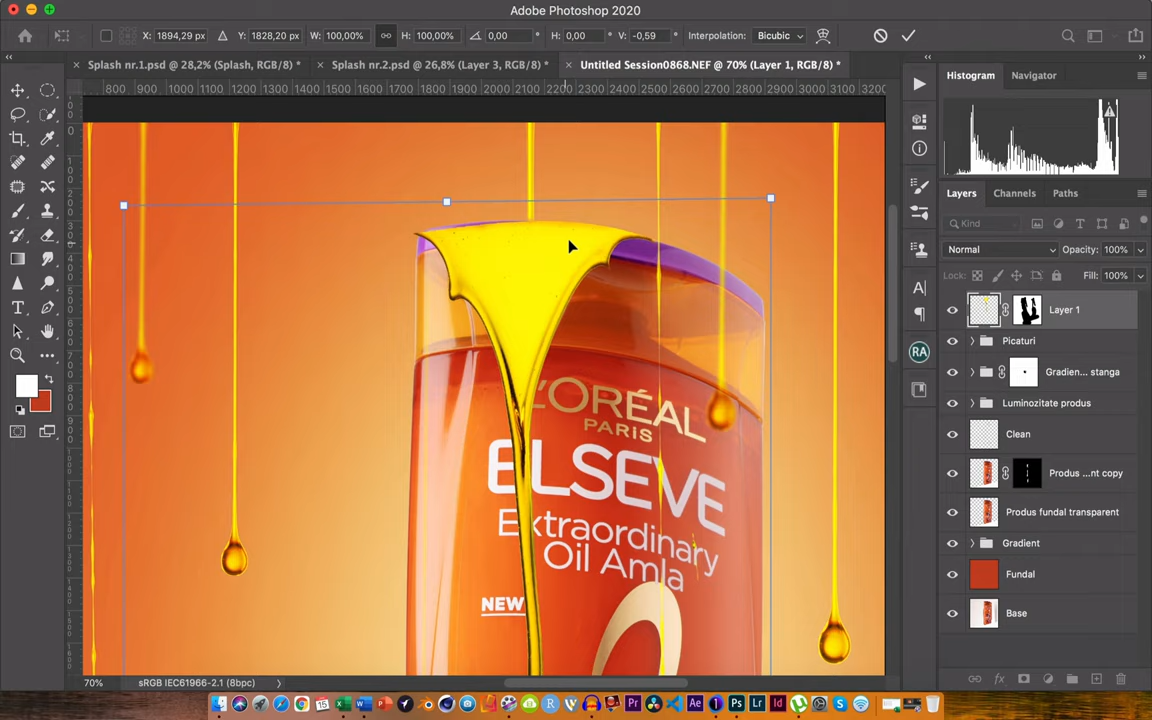 Adobe Photoshop 2020
X: 1894,29 px Y: 1828,20 px W: 100,00% H: 100,00% 0,00 ° H: 0,00 ° V: -0,59 ° Interpolation: Bicubic
× Splash nr.1.psd @ 28,2% (Splash, RGB/8) * × Splash nr.2.psd @ 26,8% (Layer 3, RGB/8) * × Untitled Session0868.NEF @ 70% (Layer 1, RGB/8) *
800 900 1000 1100 1200 1300 1400 1500 1600 1700 1800 1900 2000 2100 2200 2300 2400 2500 2600 2700 2800 2900 3000 3100 3200
Histogram Navigator
Layers Channels Paths
Kind
Normal Opacity: 100%
Lock: Fill: 100%
Layer 1
Picaturi
Gradien... stanga
Luminozitate produs
Clean
Produs ...nt copy
Produs fundal transparent
Gradient
Fundal
Base
RA
L'ORÉAL
PARIS
ELSEVE
Extraordinary
Oil Amla
NEW
70% sRGB IEC61966-2.1 (8bpc)
fx